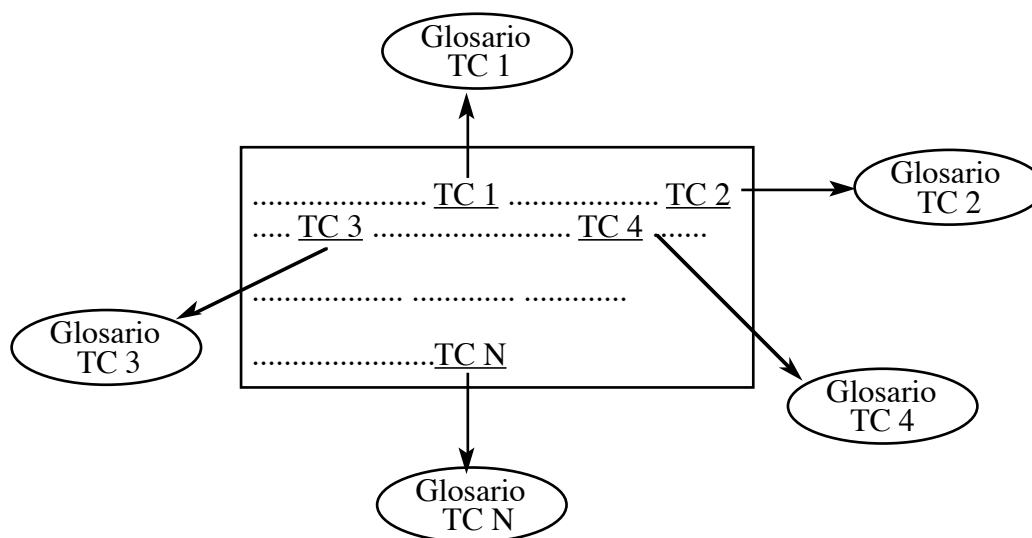 Glosario
TC 1
...................... TC 1 ................... TC 2
Glosario
TC 2
..... TC 3 ......................... TC 4 .......
................... ............. .............
Glosario
TC 3
.......................TC N
Glosario
TC 4
Glosario
TC N